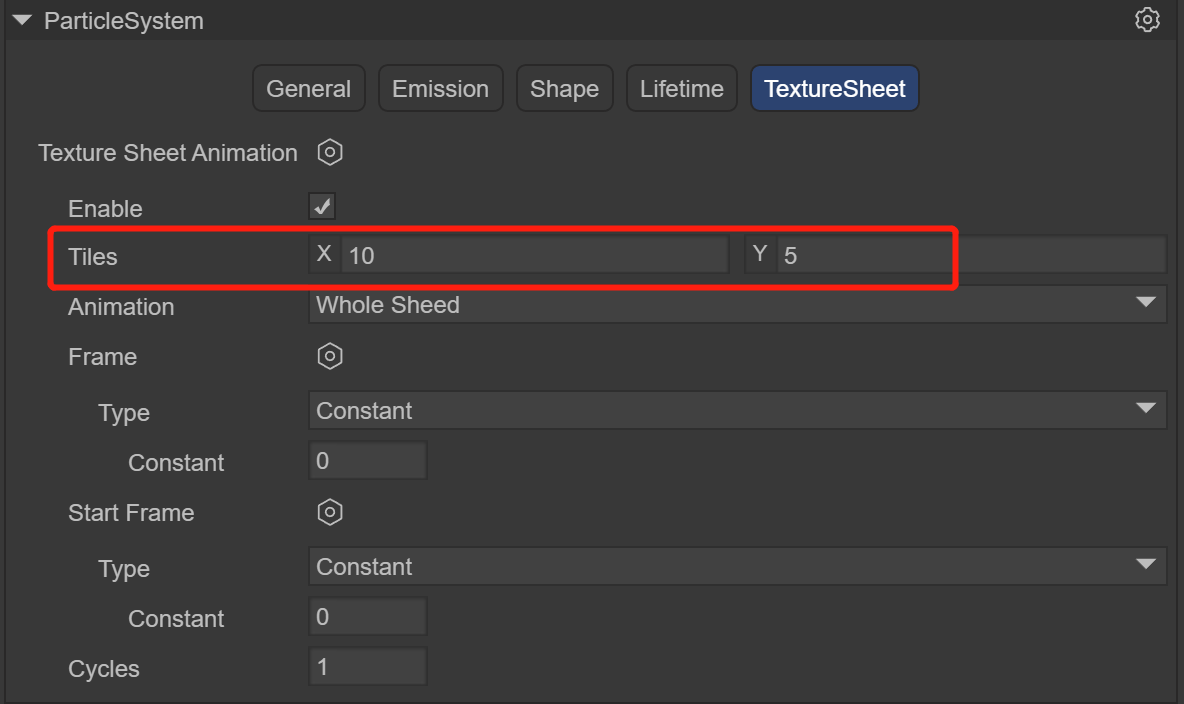 ParticleSystem
General Emission Shape Lifetime TextureSheet
Texture Sheet Animation
Enable
Tiles X 10 Y 5
Animation Whole Sheed
Frame
Type Constant
Constant 0
Start Frame
Type Constant
Constant 0
Cycles 1